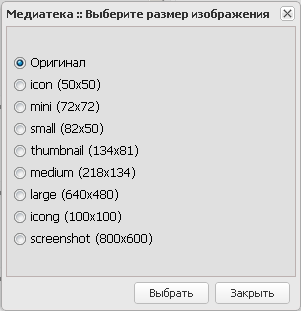 Медиатека :: Выберите размер изображения
Оригинал
icon (50x50)
mini (72x72)
small (82x50)
thumbnail (134x81)
medium (218x134)
large (640x480)
icong (100x100)
screenshot (800x600)
Выбрать Закрыть